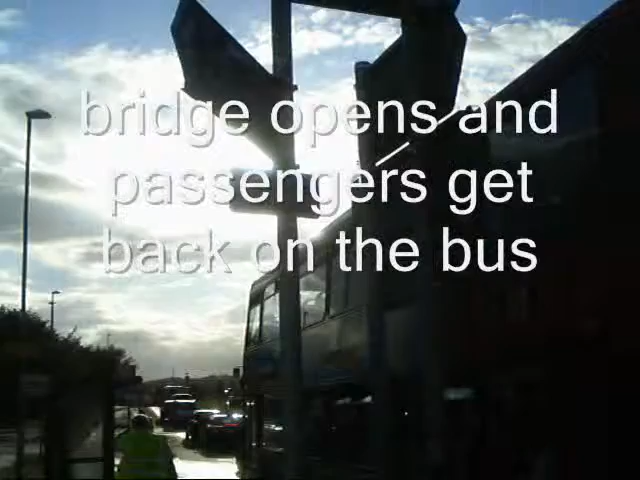 bridge opens and
passengers get
back on the bus